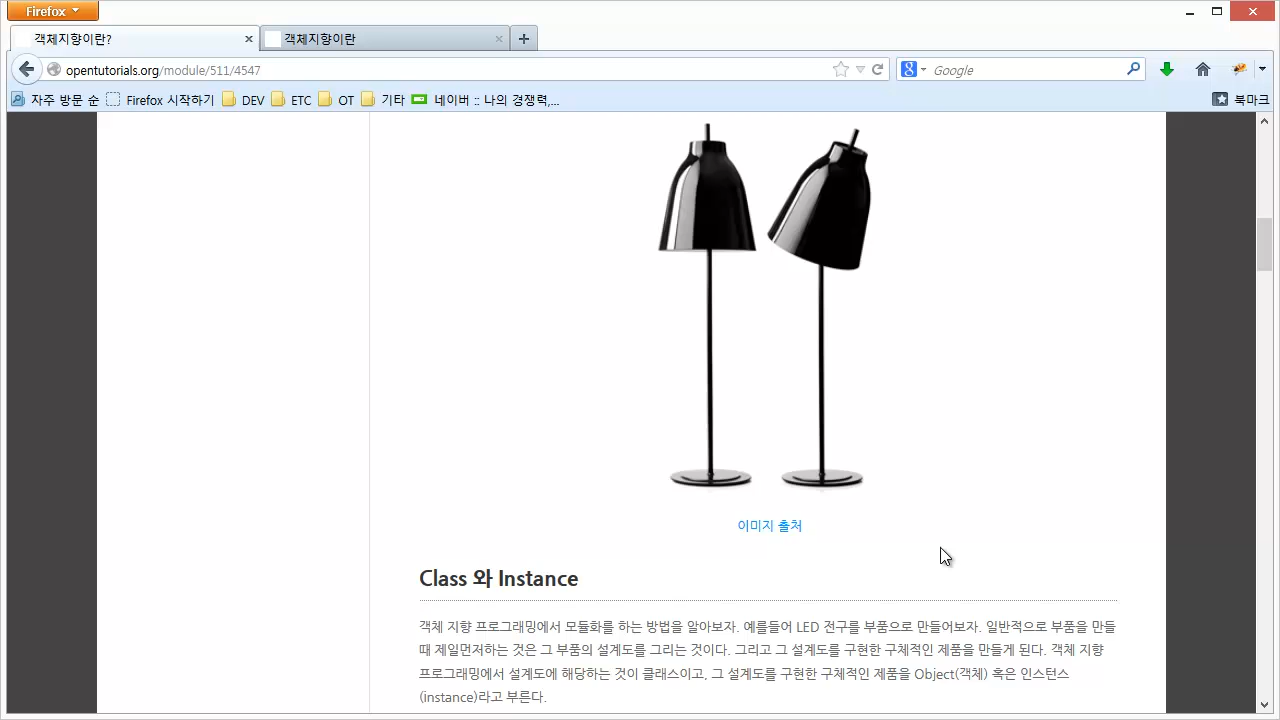 Firefox
객체지향이란?
객체지향이란
opentutorials.org/module/511/4547
Google
자주 방문 순 Firefox 시작하기 DEV ETC OT 기타 네이버 :: 나의 경쟁력,... 북마크
이미지 출처
Class 와 Instance
객체 지향 프로그래밍에서 모듈화를 하는 방법을 알아보자. 예를들어 LED 전구를 부품으로 만들어보자. 일반적으로 부품을 만들
때 제일먼저하는 것은 그 부품의 설계도를 그리는 것이다. 그리고 그 설계도를 구현한 구체적인 제품을 만들게 된다. 객체 지향
프로그래밍에서 설계도에 해당하는 것이 클래스이고, 그 설계도를 구현한 구체적인 제품을 Object(객체) 혹은 인스턴스
(instance)라고 부른다.